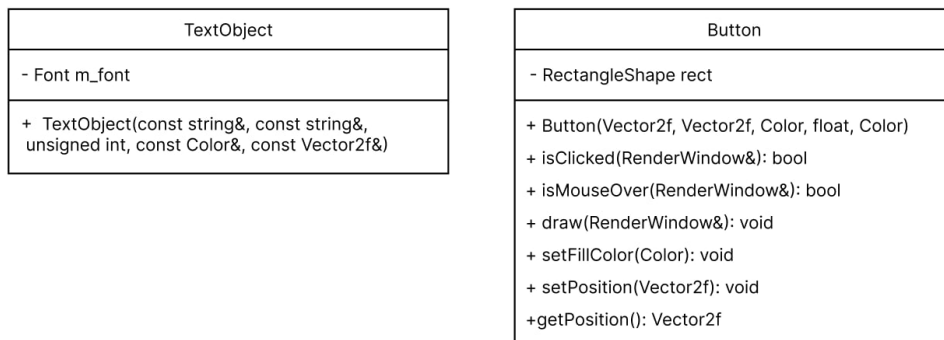 TextObject
- Font m_font
+ TextObject(const string&, const string&,
unsigned int, const Color&, const Vector2f&)
Button
- RectangleShape rect
+ Button(Vector2f, Vector2f, Color, float, Color)
+ isClicked(RenderWindow&): bool
+ isMouseOver(RenderWindow&): bool
+ draw(RenderWindow&): void
+ setFillColor(Color): void
+ setPosition(Vector2f): void
+getPosition(): Vector2f